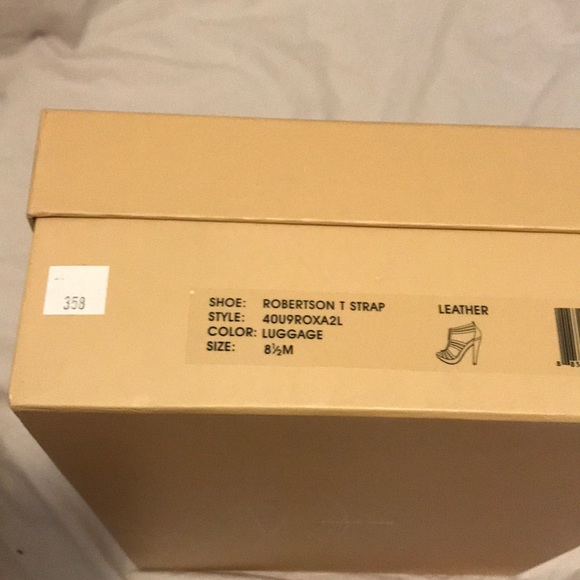 358
SHOE: ROBERTSON T STRAP
STYLE: 40U9ROXA2L
COLOR: LUGGAGE
SIZE: 8½M
LEATHER